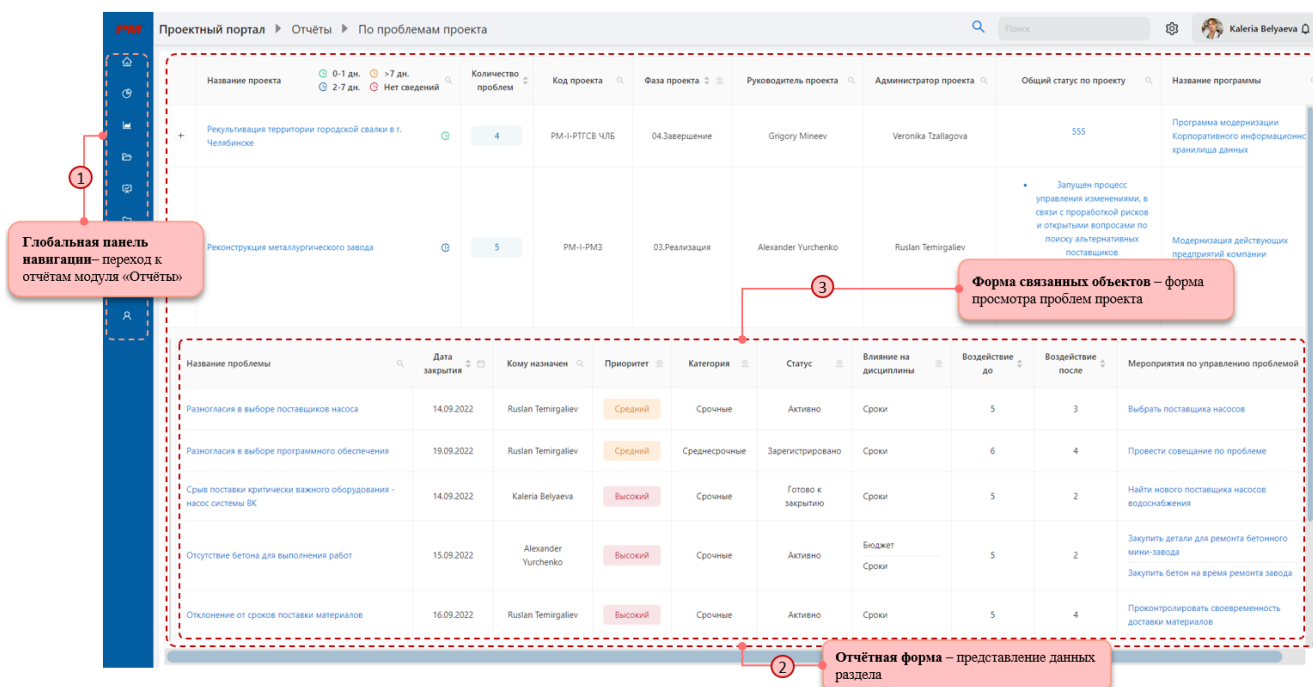 PM Проектный портал Отчёты По проблемам проекта Поиск Kaleria Belyaeva
Название проекта
0-1 дн. >7 дн.
2-7 дн. Нет сведений
Количество
проблем
Код проекта
Фаза проекта
Руководитель проекта
Администратор проекта
Общий статус по проекту
Название программы
+
Рекультивация территории городской свалки в г.
Челябинске
4
РМ-I-РТГСВ ЧЛБ
04.Завершение
Grigory Mineev
Veronika Tzallagova
555
Программа модернизации
Корпоративного информационнс
хранилища данных
Реконструкция металлургического завода
5
РМ-I-РМЗ
03.Реализация
Alexander Yurchenko
Ruslan Temirgaliev
• Запущен процесс
управления изменениями, в
связи с проработкой рисков
и открытыми вопросами по
поиску альтернативных
поставщиков
Модернизация действующих
предприятий компании
1
Глобальная панель
навигации– переход к
отчётам модуля «Отчёты»
3
Форма связанных объектов – форма
просмотра проблем проекта
Название проблемы
Дата
закрытия
Кому назначен
Приоритет
Категория
Статус
Влияние на
дисциплины
Воздействие
до
Воздействие
после
Мероприятия по управлению проблемой
Разногласия в выборе поставщиков насоса
14.09.2022
Ruslan Temirgaliev
Средний
Срочные
Активно
Сроки
5
3
Выбрать поставщика насосов
Разногласия в выборе программного обеспечения
19.09.2022
Ruslan Temirgaliev
Средний
Среднесрочные
Зарегистрировано
Сроки
6
4
Провести совещание по проблеме
Срыв поставки критически важного оборудования -
насос системы ВК
14.09.2022
Kaleria Belyaeva
Высокий
Срочные
Готово к
закрытию
Сроки
5
2
Найти нового поставщика насосов
водоснабжения
Отсутствие бетона для выполнения работ
15.09.2022
Alexander
Yurchenko
Высокий
Срочные
Активно
Бюджет
Сроки
5
2
Закупить детали для ремонта бетонного
мини-завода
Закупить бетон на время ремонта завода
Отклонение от сроков поставки материалов
16.09.2022
Ruslan Temirgaliev
Высокий
Срочные
Активно
Сроки
5
4
Проконтролировать своевременность
доставки материалов
2
Отчётная форма – представление данных
раздела